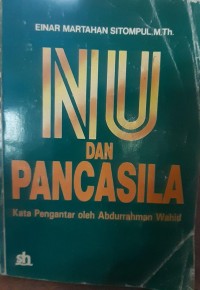 EINAR MARTAHAN SITOMPUL, M.Th.
NU
DAN
PANCASILA
Kata Pengantar oleh Abdurrahman Wahid
sh